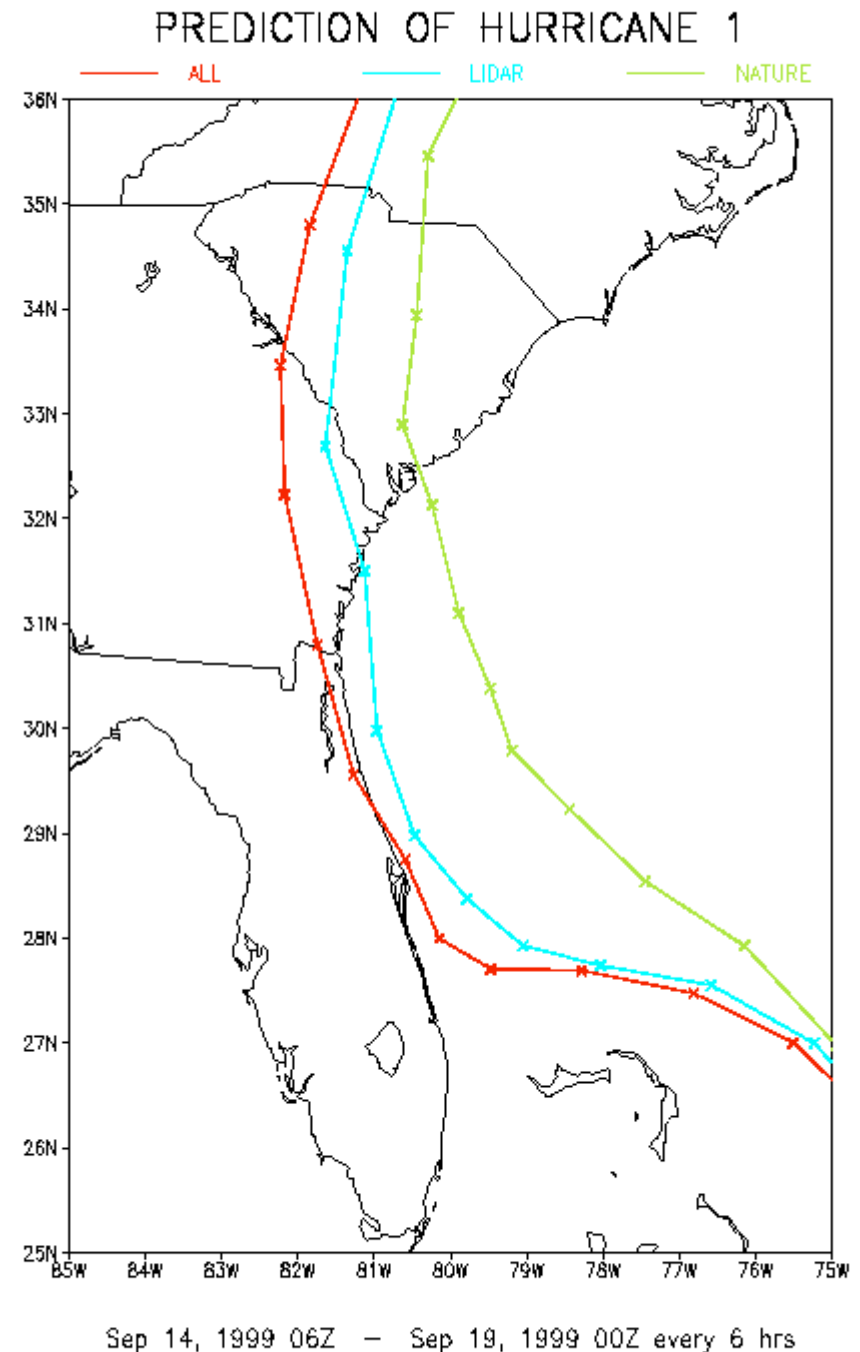 PREDICTION OF HURRICANE 1
ALL LIDAR NATURE
36N
35N
34N
33N
32N
31N
30N
29N
28N
27N
26N
25N
85W 84W 83W 82W 81W 80W 79W 78W 77W 76W 75W
Sep 14, 1999 06Z – Sep 19, 1999 00Z every 6 hrs